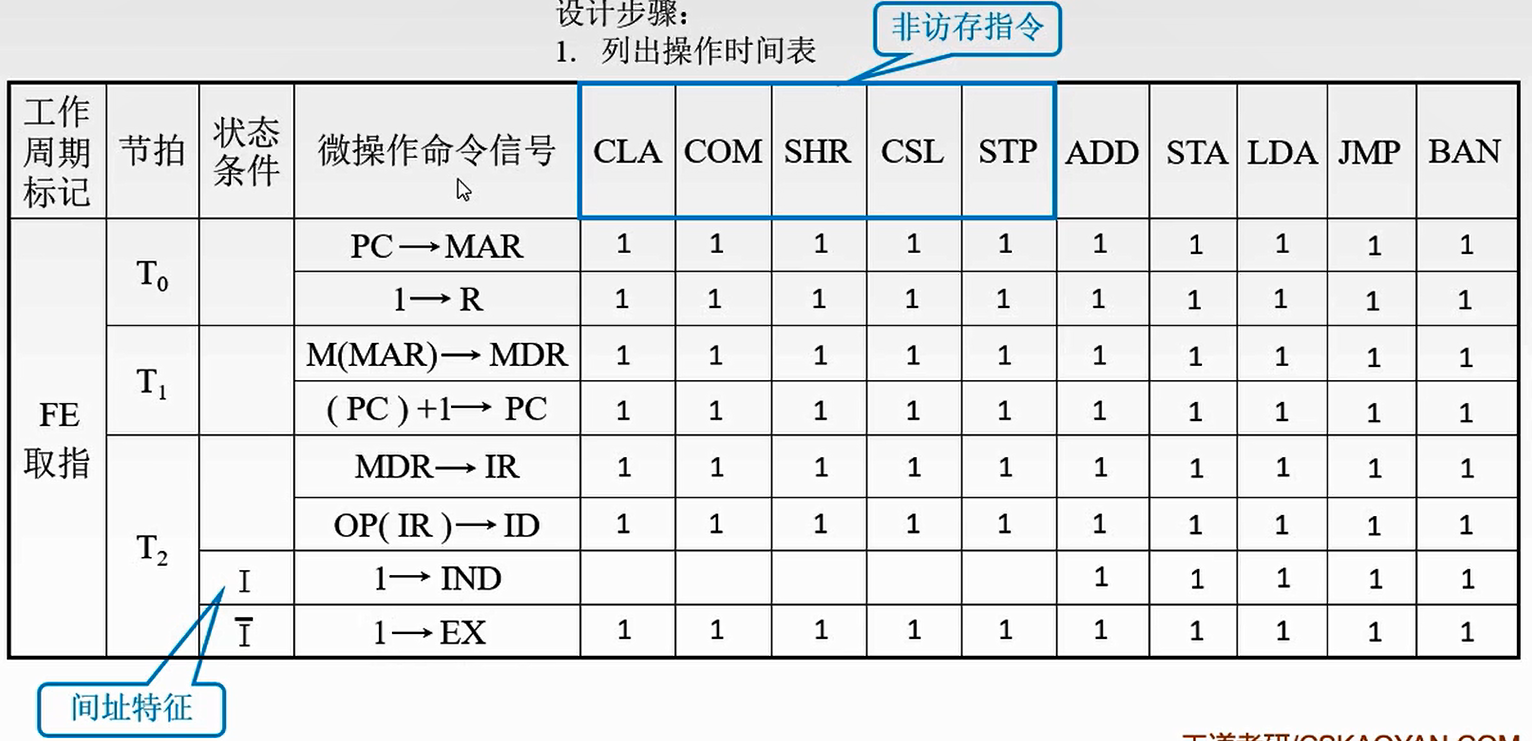 设计步骤:
1. 列出操作时间表
非访存指令
工作周期标记 节拍 状态条件 微操作命令信号 CLA COM SHR CSL STP ADD STA LDA JMP BAN
FE 取指
T0 PC→MAR 1 1 1 1 1 1 1 1 1 1
1→R 1 1 1 1 1 1 1 1 1 1
T1 M(MAR)→MDR 1 1 1 1 1 1 1 1 1 1
(PC)+1→PC 1 1 1 1 1 1 1 1 1 1
T2 MDR→IR 1 1 1 1 1 1 1 1 1 1
OP(IR)→ID 1 1 1 1 1 1 1 1 1 1
I 1→IND 1 1 1 1 1
Ī 1→EX 1 1 1 1 1 1 1 1 1 1
间址特征
王道考研/CSKAOYAN.COM